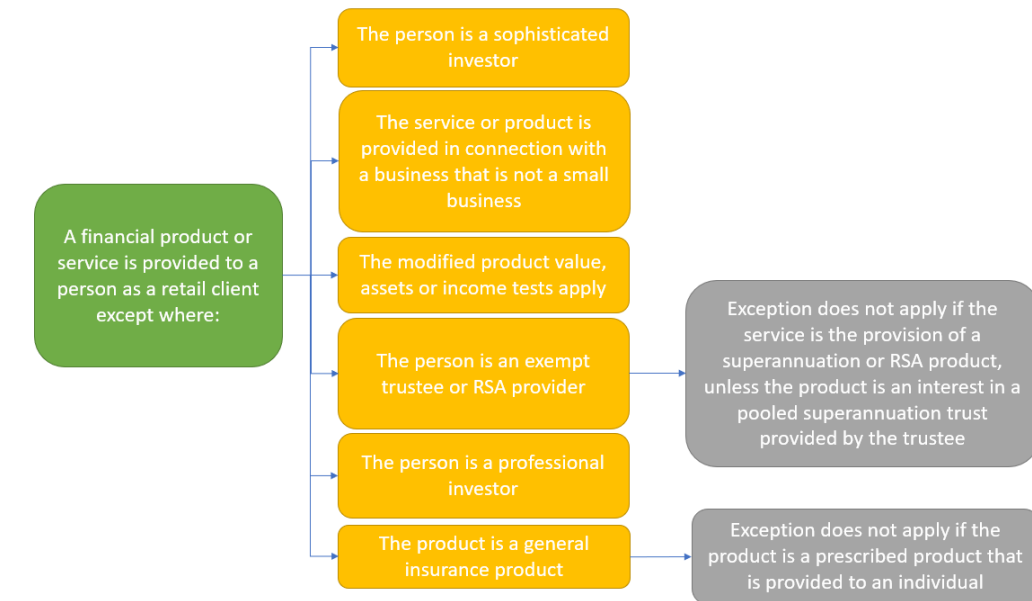 A financial product or
service is provided to a
person as a retail client
except where:
The person is a sophisticated
investor
The service or product is
provided in connection with
a business that is not a small
business
The modified product value,
assets or income tests apply
The person is an exempt
trustee or RSA provider
Exception does not apply if the
service is the provision of a
superannuation or RSA product,
unless the product is an interest in a
pooled superannuation trust
provided by the trustee
The person is a professional
investor
The product is a general
insurance product
Exception does not apply if the
product is a prescribed product that
is provided to an individual